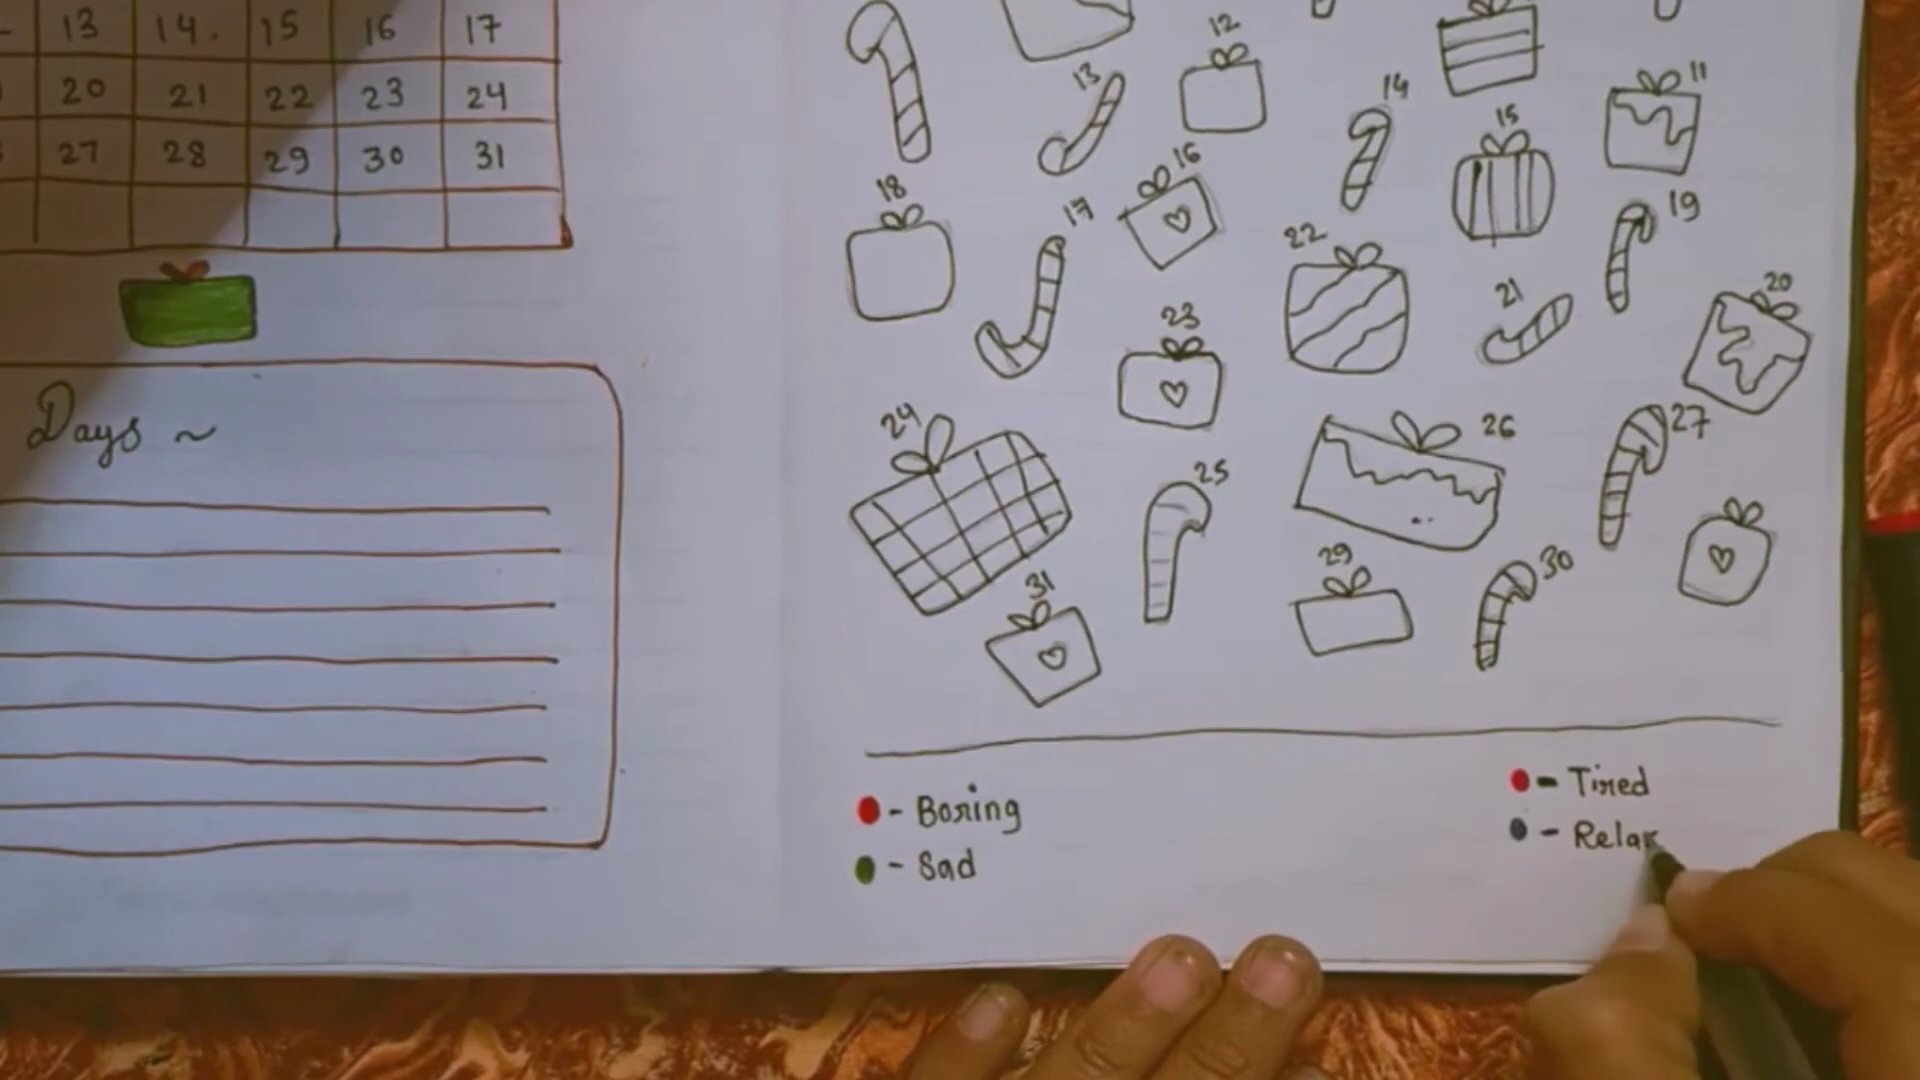 13 14. 15 16 17
20 21 22 23 24
27 28 29 30 31
Days ~
12
13
14
11
15
16
18
17
19
22
21
20
23
24
26
27
25
29
30
31
- Boring
- Sad
- Tired
- Relax